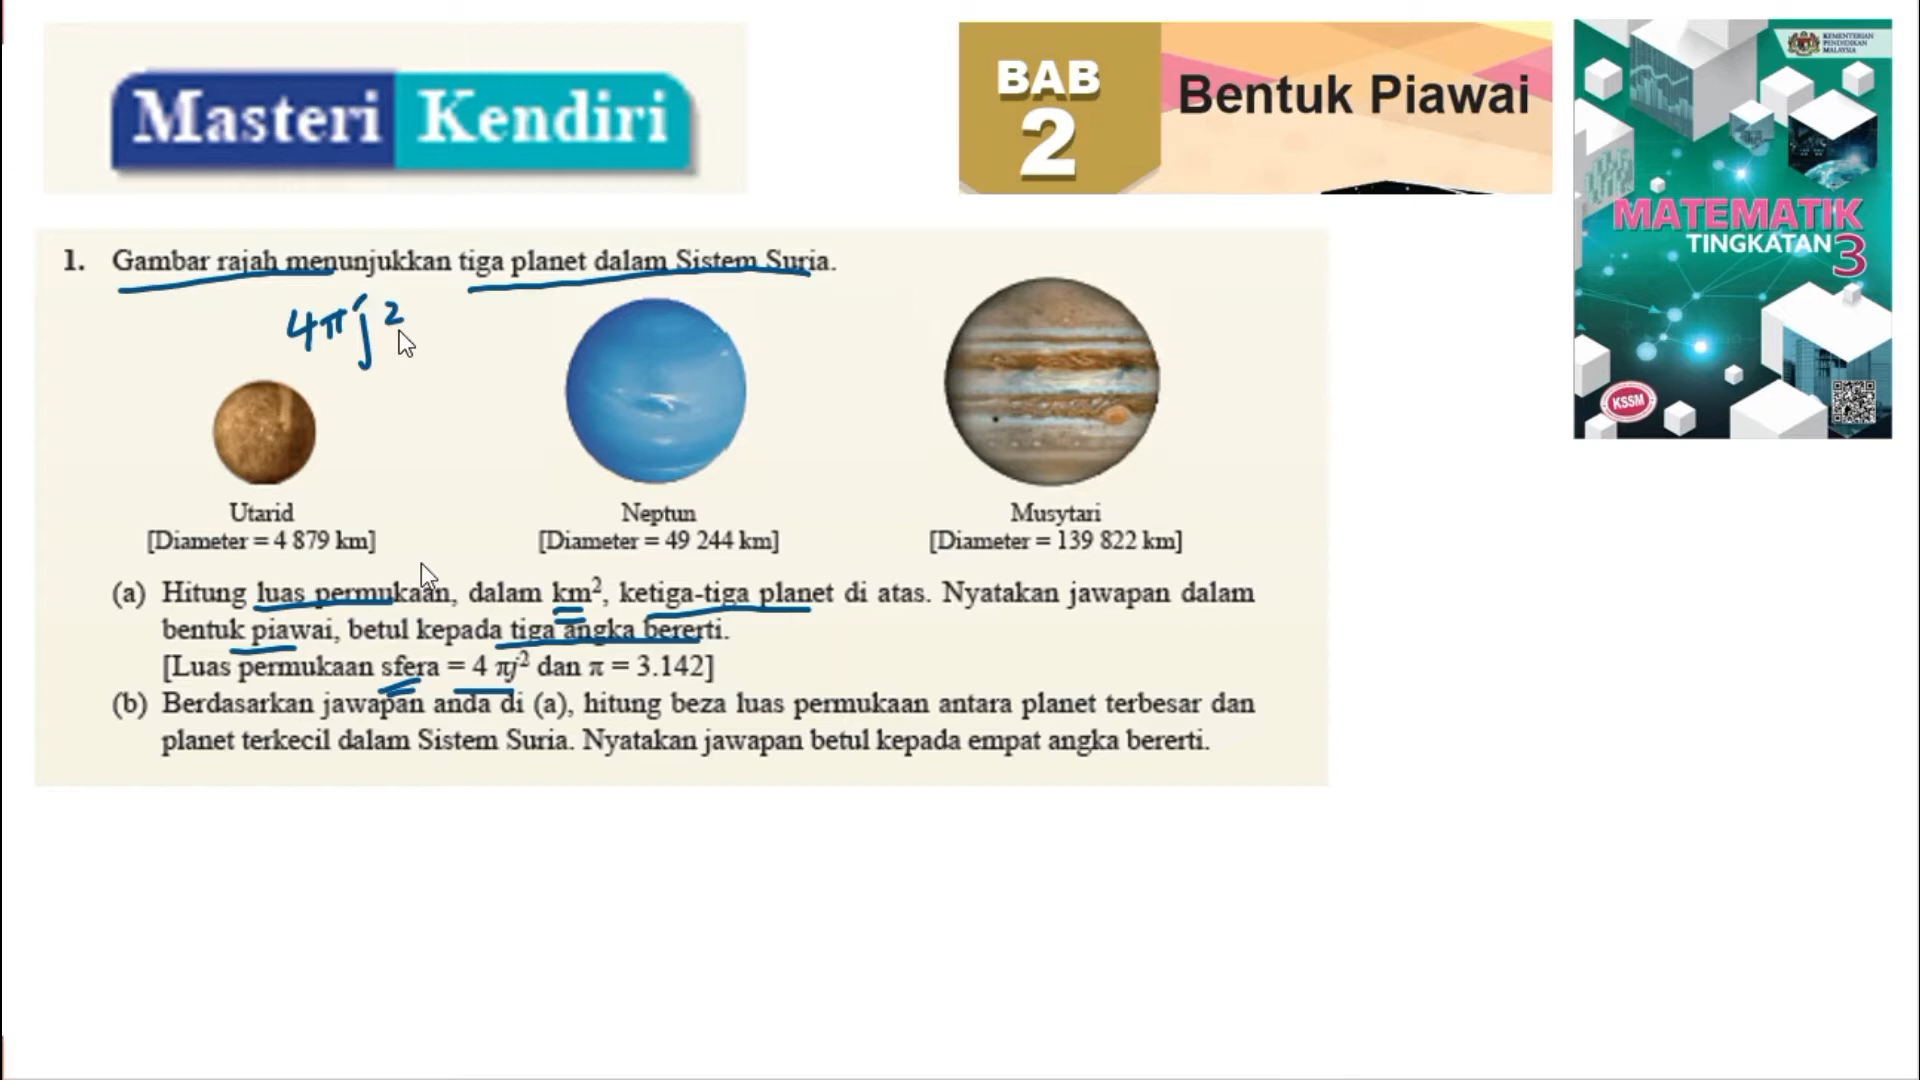 Masteri Kendiri
BAB 2
Bentuk Piawai
KEMENTERIAN
PENDIDIKAN
MALAYSIA
MATEMATIK
TINGKATAN 3
KSSM
1. Gambar rajah menunjukkan tiga planet dalam Sistem Suria.
4πj²
Utarid
[Diameter = 4 879 km]
Neptun
[Diameter = 49 244 km]
Musytari
[Diameter = 139 822 km]
(a) Hitung luas permukaan, dalam km², ketiga-tiga planet di atas. Nyatakan jawapan dalam
bentuk piawai, betul kepada tiga angka bererti.
[Luas permukaan sfera = 4 πj² dan π = 3.142]
(b) Berdasarkan jawapan anda di (a), hitung beza luas permukaan antara planet terbesar dan
planet terkecil dalam Sistem Suria. Nyatakan jawapan betul kepada empat angka bererti.